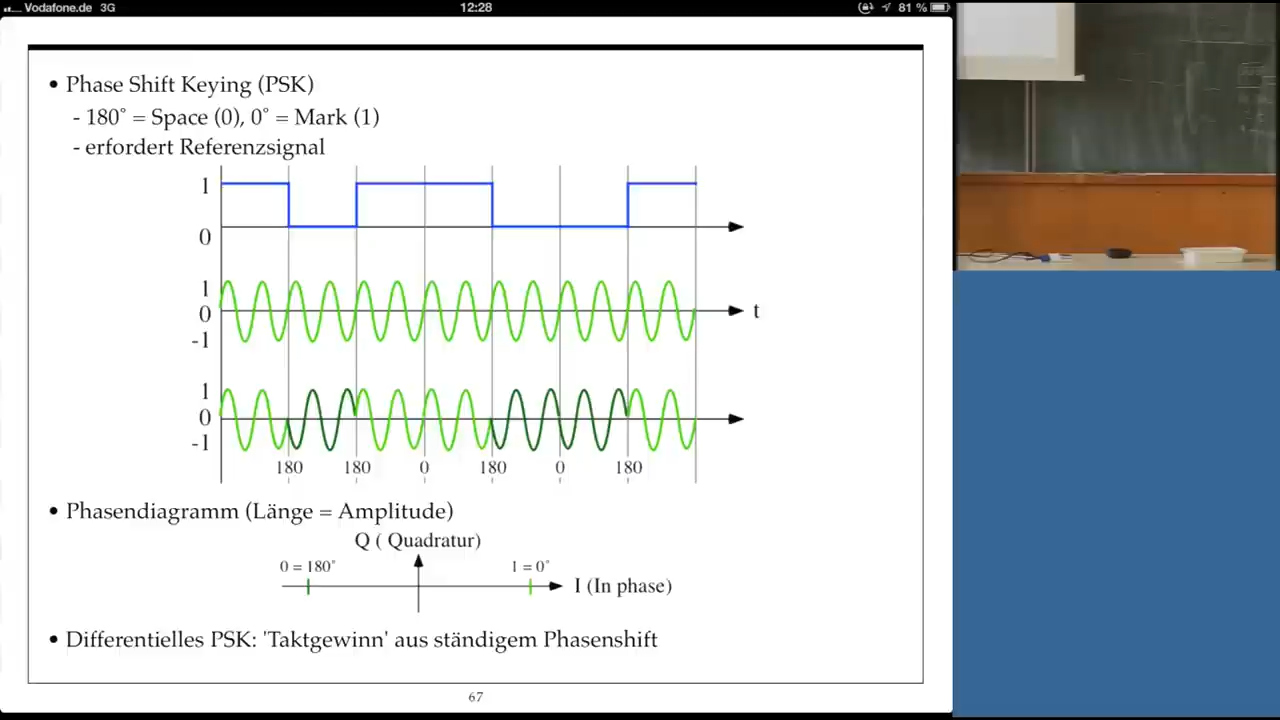 Vodafone.de 3G 12:28 81 %
• Phase Shift Keying (PSK)
- 180° = Space (0), 0° = Mark (1)
- erfordert Referenzsignal
1
0
1
0
-1
t
1
0
-1
180 180 0 180 0 180
• Phasendiagramm (Länge = Amplitude)
Q ( Quadratur)
0 = 180° 1 = 0°
I (In phase)
• Differentielles PSK: 'Taktgewinn' aus ständigem Phasenshift
67